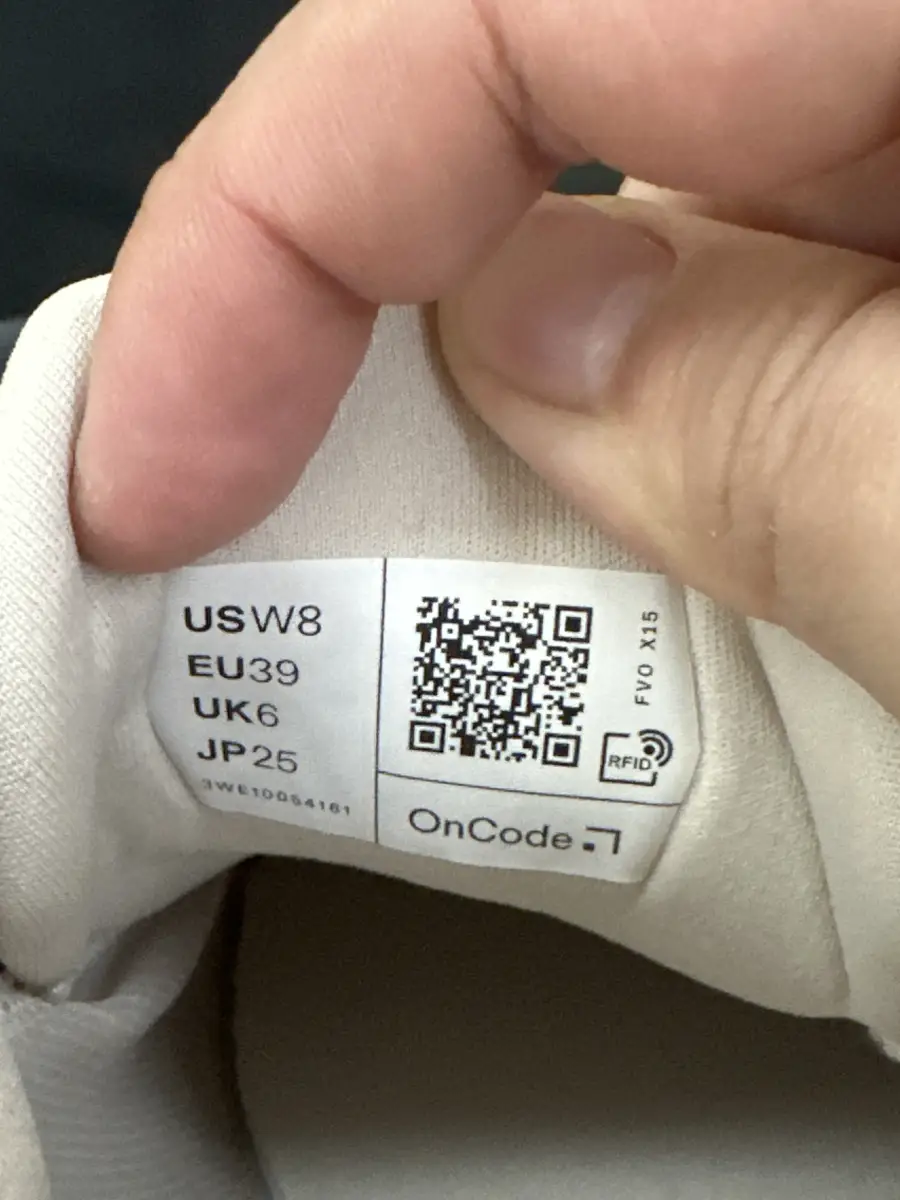 USW8
EU39
UK6
JP25
3WE10054161
FVO X15
RFID
OnCode